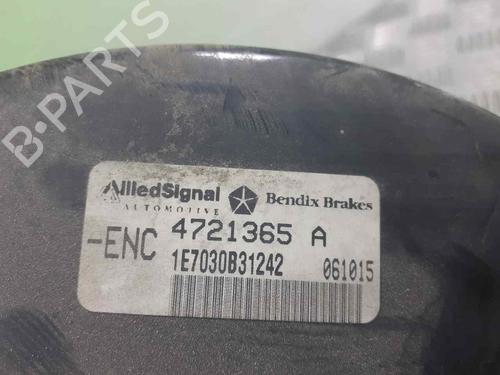 B-PARTS
AlliedSignal Bendix Brakes
AUTOMOTIVE
-ENC 4721365 A
1E7030B31242 061015